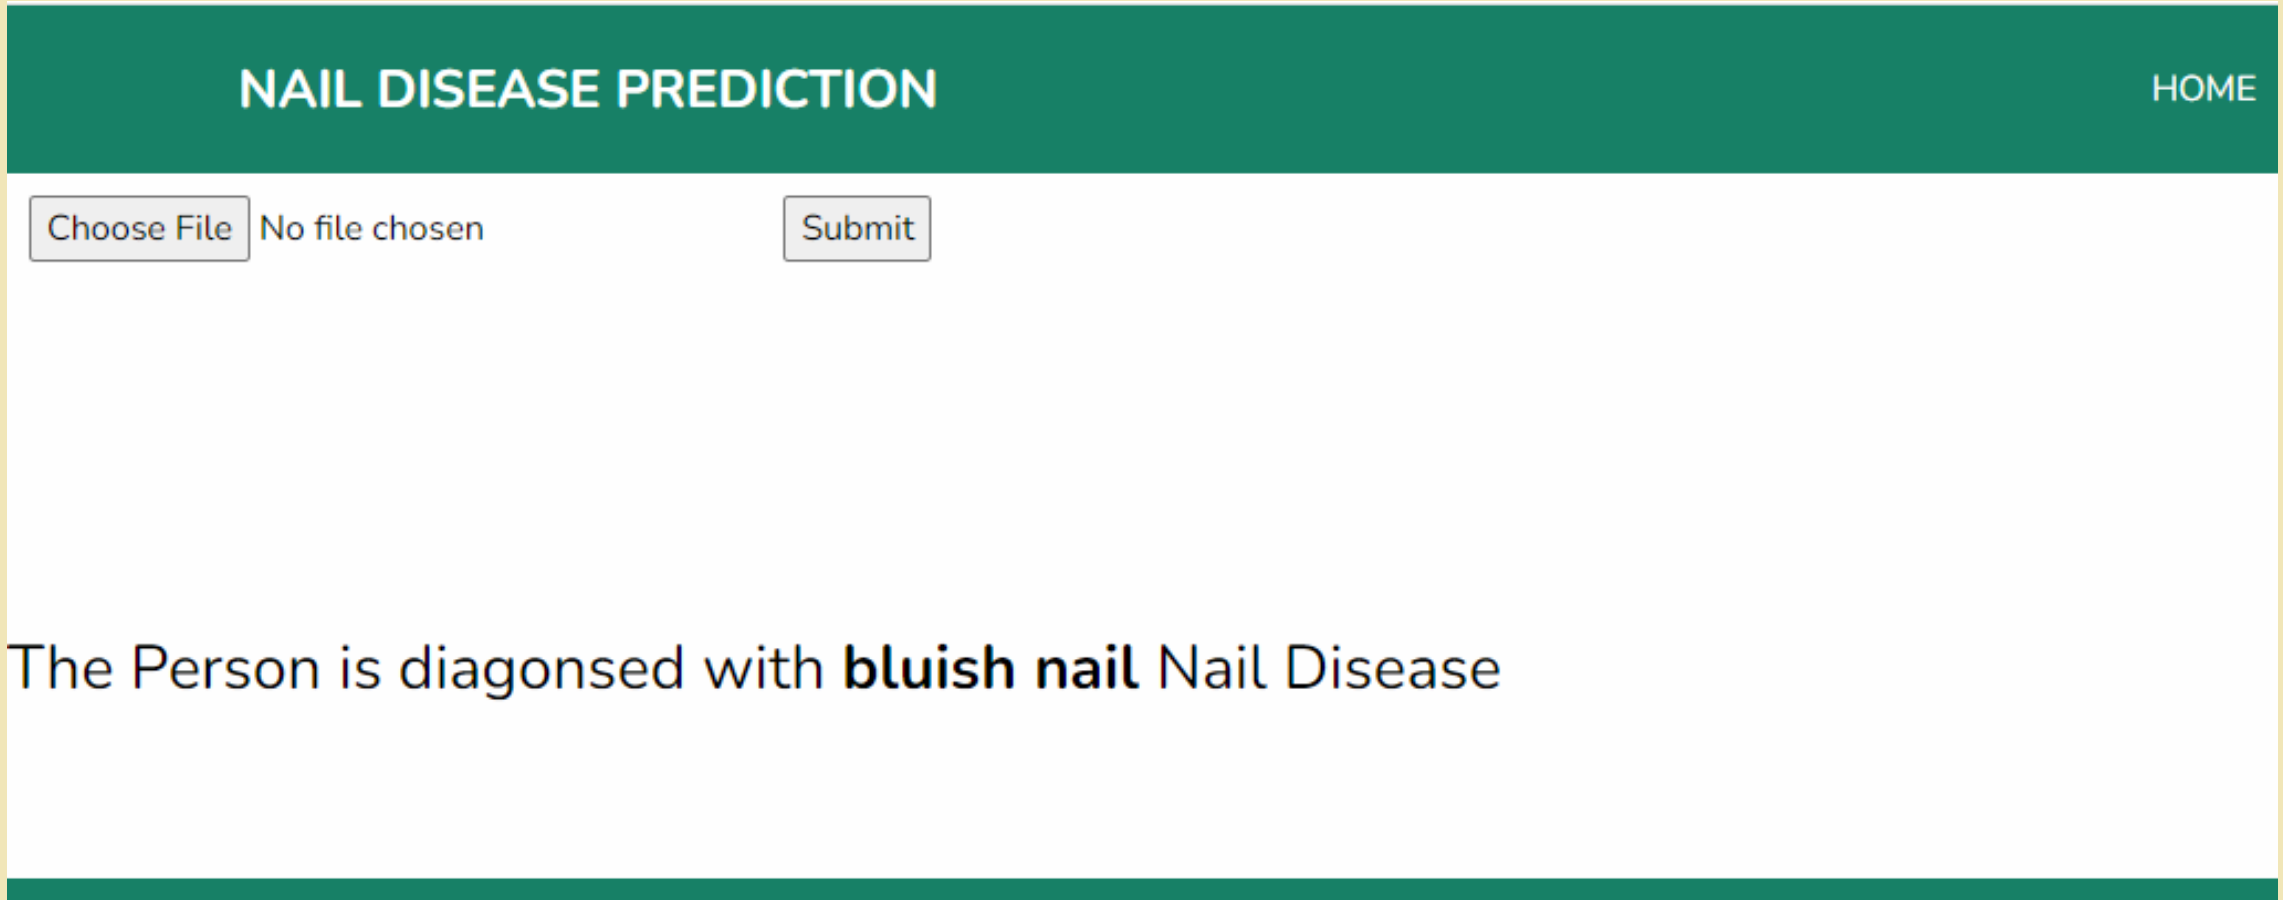 NAIL DISEASE PREDICTION HOME
Choose File No file chosen Submit
The Person is diagonsed with bluish nail Nail Disease